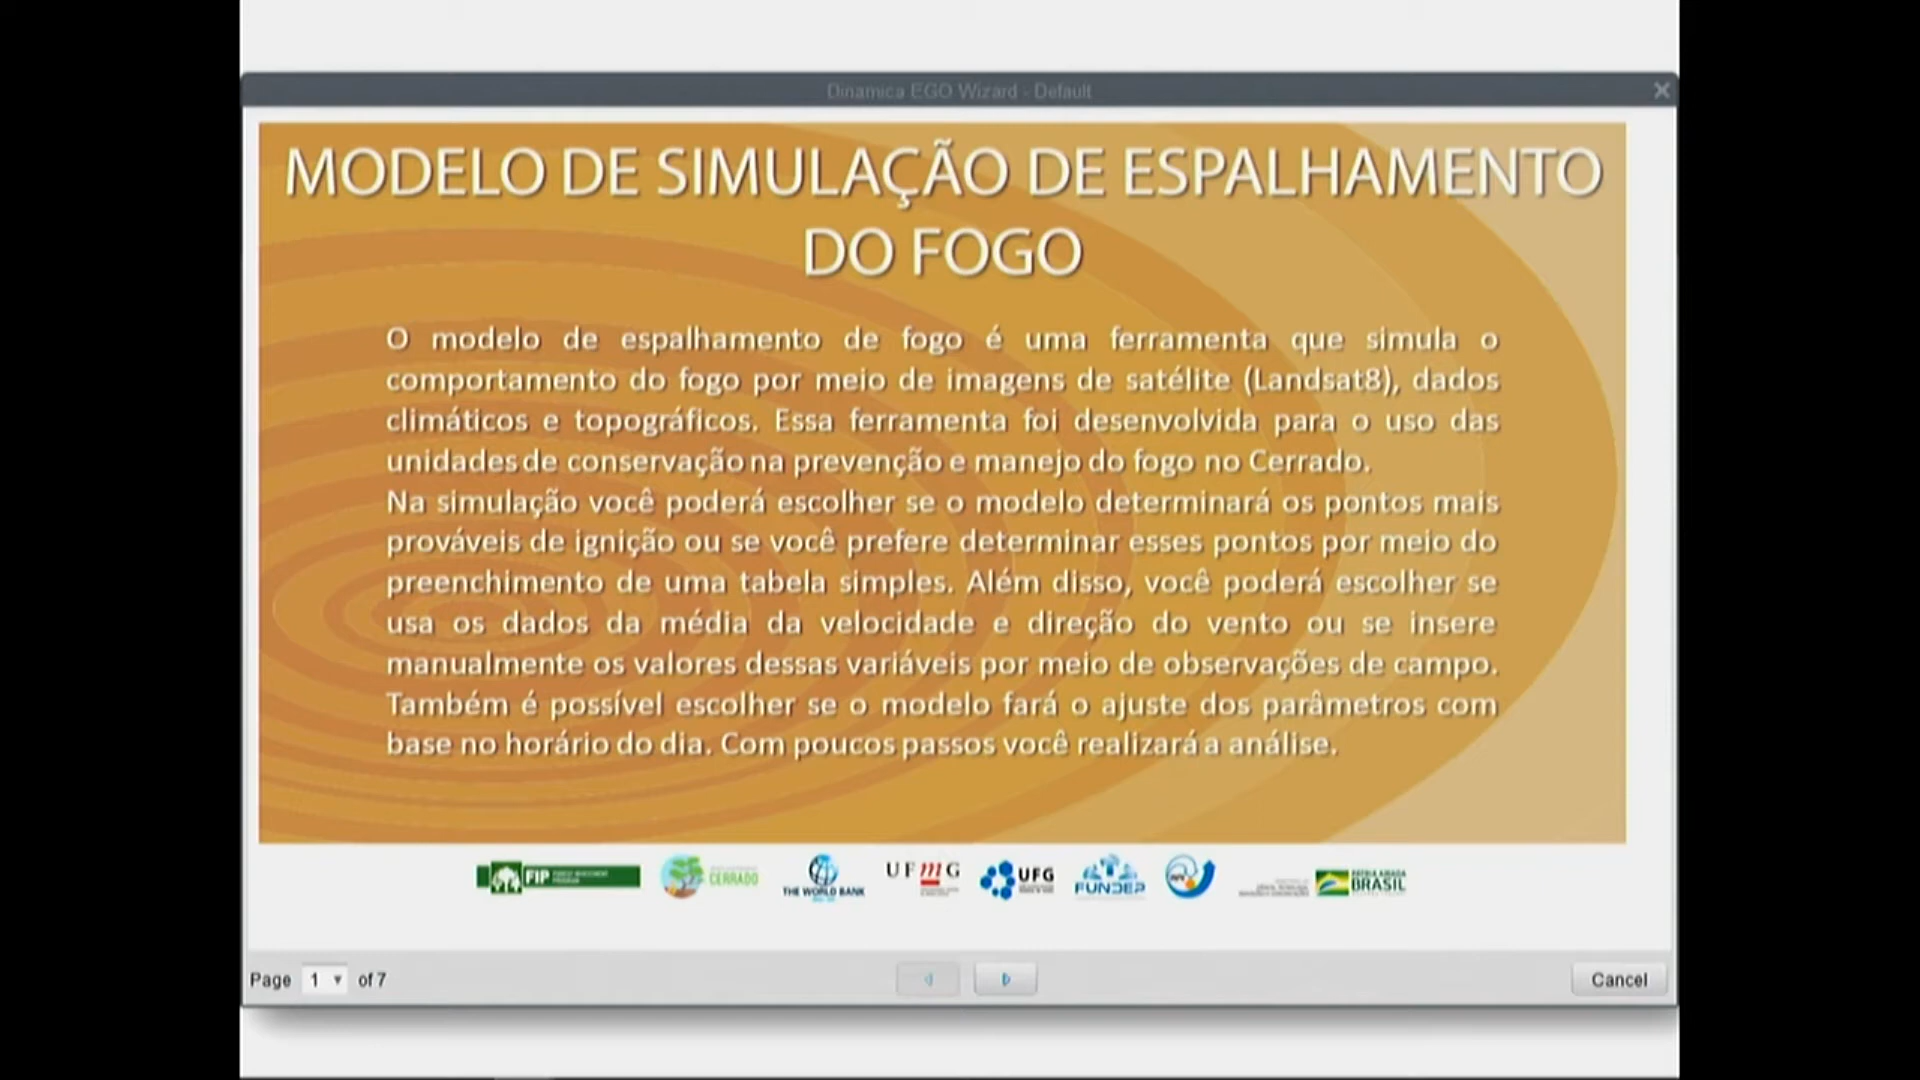 Dinamica EGO Wizard - Default
MODELO DE SIMULAÇÃO DE ESPALHAMENTO
DO FOGO
O modelo de espalhamento de fogo é uma ferramenta que simula o
comportamento do fogo por meio de imagens de satélite (Landsat8), dados
climáticos e topográficos. Essa ferramenta foi desenvolvida para o uso das
unidades de conservação na prevenção e manejo do fogo no Cerrado.
Na simulação você poderá escolher se o modelo determinará os pontos mais
prováveis de ignição ou se você prefere determinar esses pontos por meio do
preenchimento de uma tabela simples. Além disso, você poderá escolher se
usa os dados da média da velocidade e direção do vento ou se insere
manualmente os valores dessas variáveis por meio de observações de campo.
Também é possível escolher se o modelo fará o ajuste dos parâmetros com
base no horário do dia. Com poucos passos você realizará a análise.
FIP FOREST INVESTMENT PROGRAM
CERRADO
THE WORLD BANK
UFMG
UFG
FUNDEP
PÁTRIA AMADA
BRASIL
Page 1 of 7
Cancel